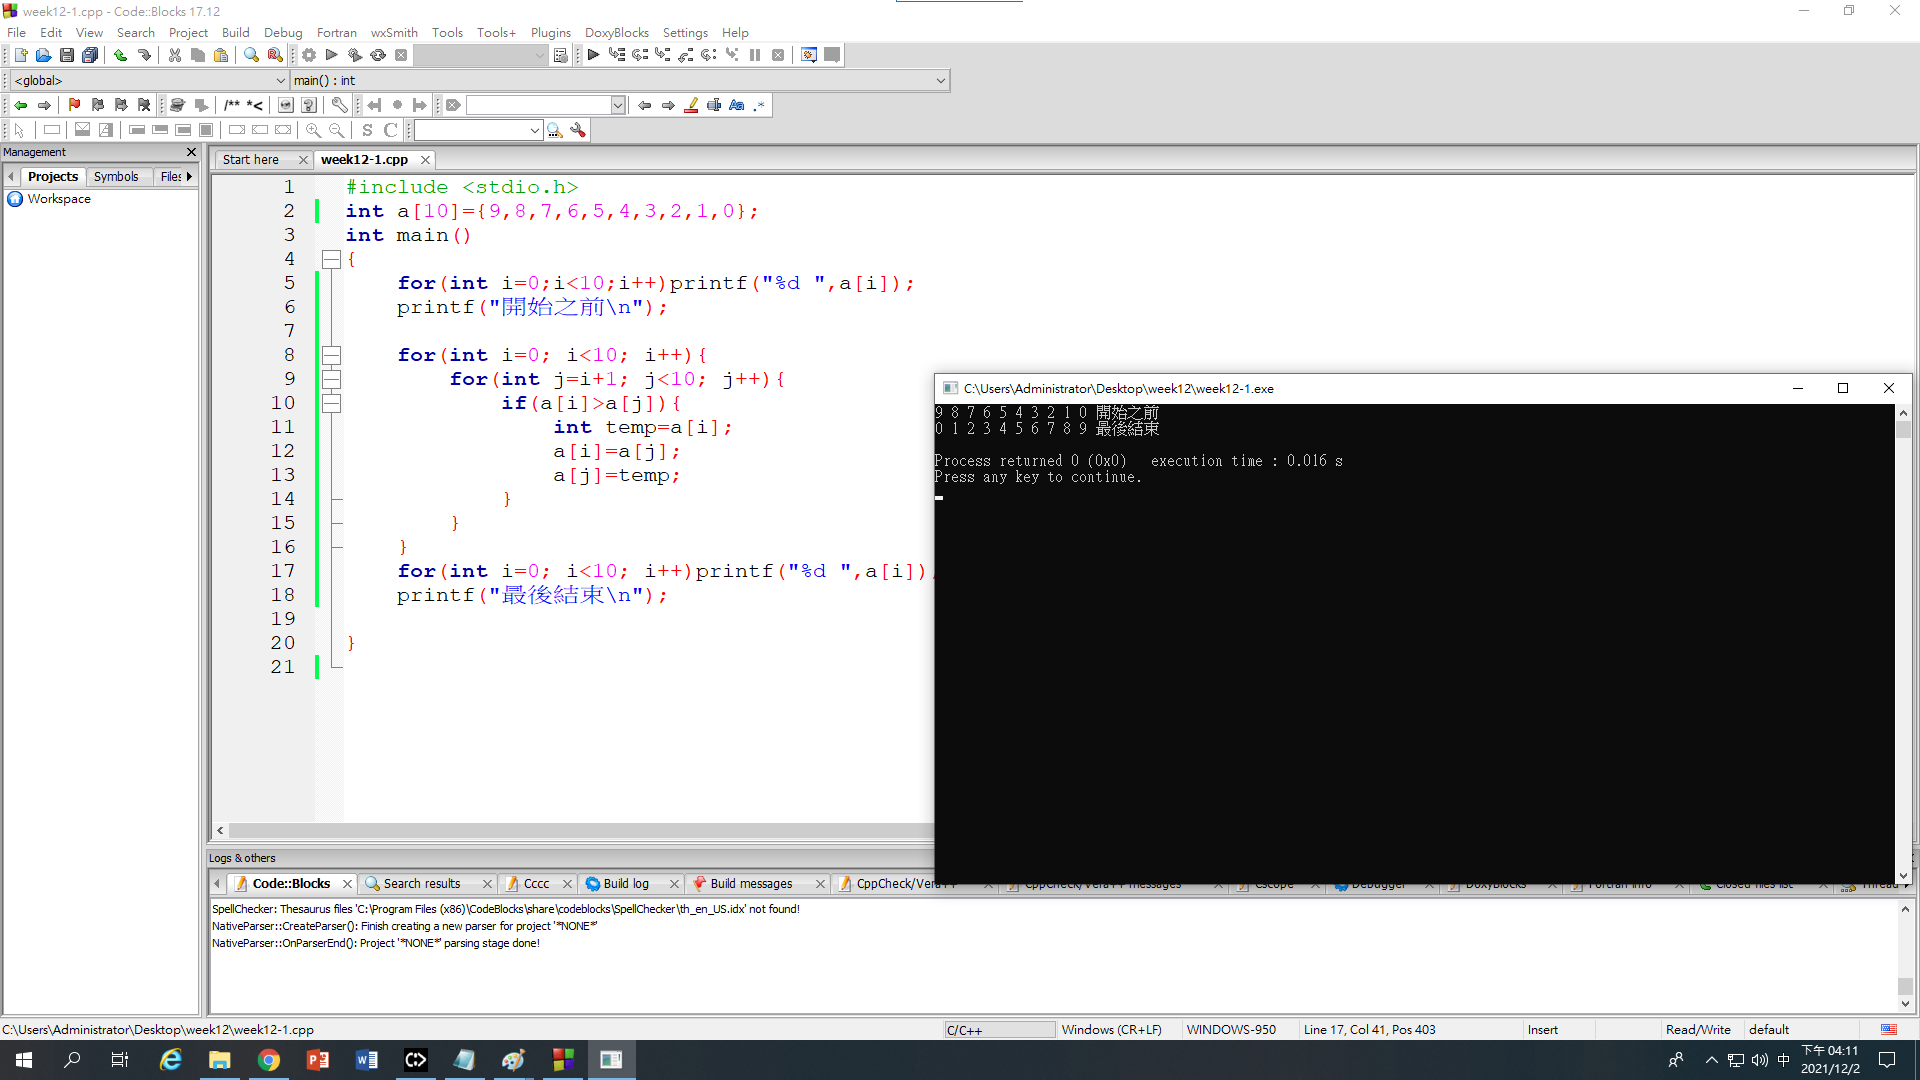 week12-1.cpp - Code::Blocks 17.12
File Edit View Search Project Build Debug Fortran wxSmith Tools Tools+ Plugins DoxyBlocks Settings Help
<global> main() : int
/** *<
Aa .*
S C
Management
Start here week12-1.cpp
Projects Symbols Files
Workspace
1 #include <stdio.h>
2 int a[10]={9,8,7,6,5,4,3,2,1,0};
3 int main()
4 {
5 for(int i=0;i<10;i++)printf("%d ",a[i]);
6 printf("開始之前\n");
7
8 for(int i=0; i<10; i++){
9 for(int j=i+1; j<10; j++){
10 if(a[i]>a[j]){
11 int temp=a[i];
12 a[i]=a[j];
13 a[j]=temp;
14 }
15 }
16 }
17 for(int i=0; i<10; i++)printf("%d ",a[i])
18 printf("最後結束\n");
19
20 }
21
C:\Users\Administrator\Desktop\week12\week12-1.exe
9 8 7 6 5 4 3 2 1 0 開始之前
0 1 2 3 4 5 6 7 8 9 最後結束
Process returned 0 (0x0) execution time : 0.016 s
Press any key to continue.
Logs & others
Code::Blocks Search results Cccc Build log Build messages CppCheck/Vera++ CppCheck/Vera++ messages Cscope Debugger DoxyBlocks Fortran info Closed files list Thread
SpellChecker: Thesaurus files 'C:\Program Files (x86)\CodeBlocks\share\codeblocks\SpellChecker\th_en_US.idx' not found!
NativeParser::CreateParser(): Finish creating a new parser for project '*NONE*'
NativeParser::OnParserEnd(): Project '*NONE*' parsing stage done!
C:\Users\Administrator\Desktop\week12\week12-1.cpp C/C++ Windows (CR+LF) WINDOWS-950 Line 17, Col 41, Pos 403 Insert Read/Write default
中 下午 04:11
2021/12/2